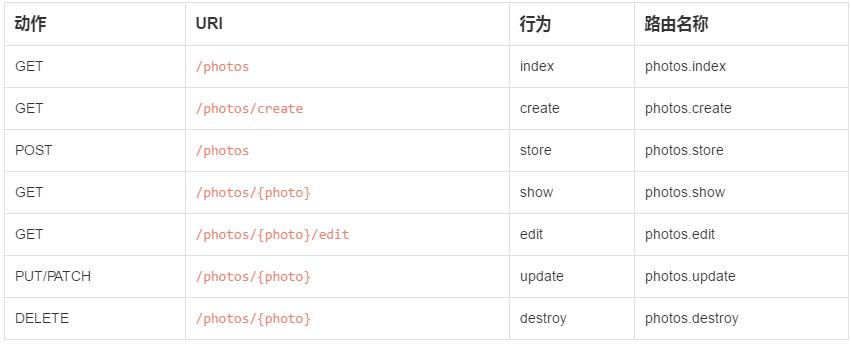 动作 URI 行为 路由名称
GET /photos index photos.index
GET /photos/create create photos.create
POST /photos store photos.store
GET /photos/{photo} show photos.show
GET /photos/{photo}/edit edit photos.edit
PUT/PATCH /photos/{photo} update photos.update
DELETE /photos/{photo} destroy photos.destroy